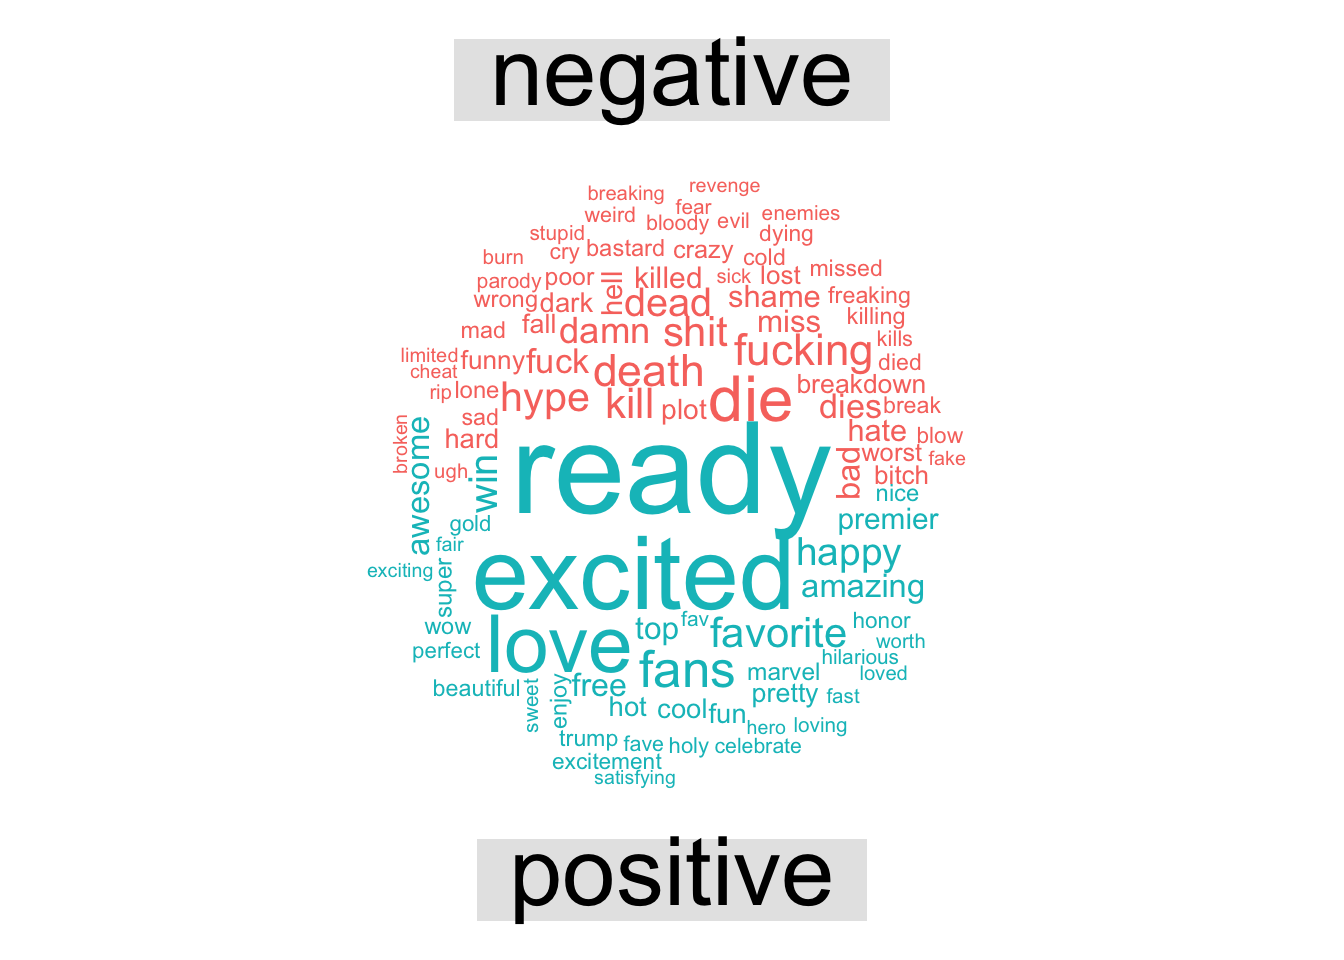 negative
breaking revenge
weird fear bloody evil enemies
stupid dying
burn cry bastard crazy cold
parody poor hell killed sick lost missed
wrong dark dead shame freaking
mad fall damn shit miss killing
limited funny fuck fucking kills
cheat death died
rip lone hype kill plot die breakdown
sad dies break
broken awesome hard hate blow
ugh win ready bad worst fake
bitch
nice
gold premier
fair excited happy
exciting super amazing
wow love top fav favorite honor
perfect fans worth
hilarious
marvel loved
beautiful sweet enjoy free pretty fast
hot cool fun hero loving
trump fave holy celebrate
excitement
satisfying
positive